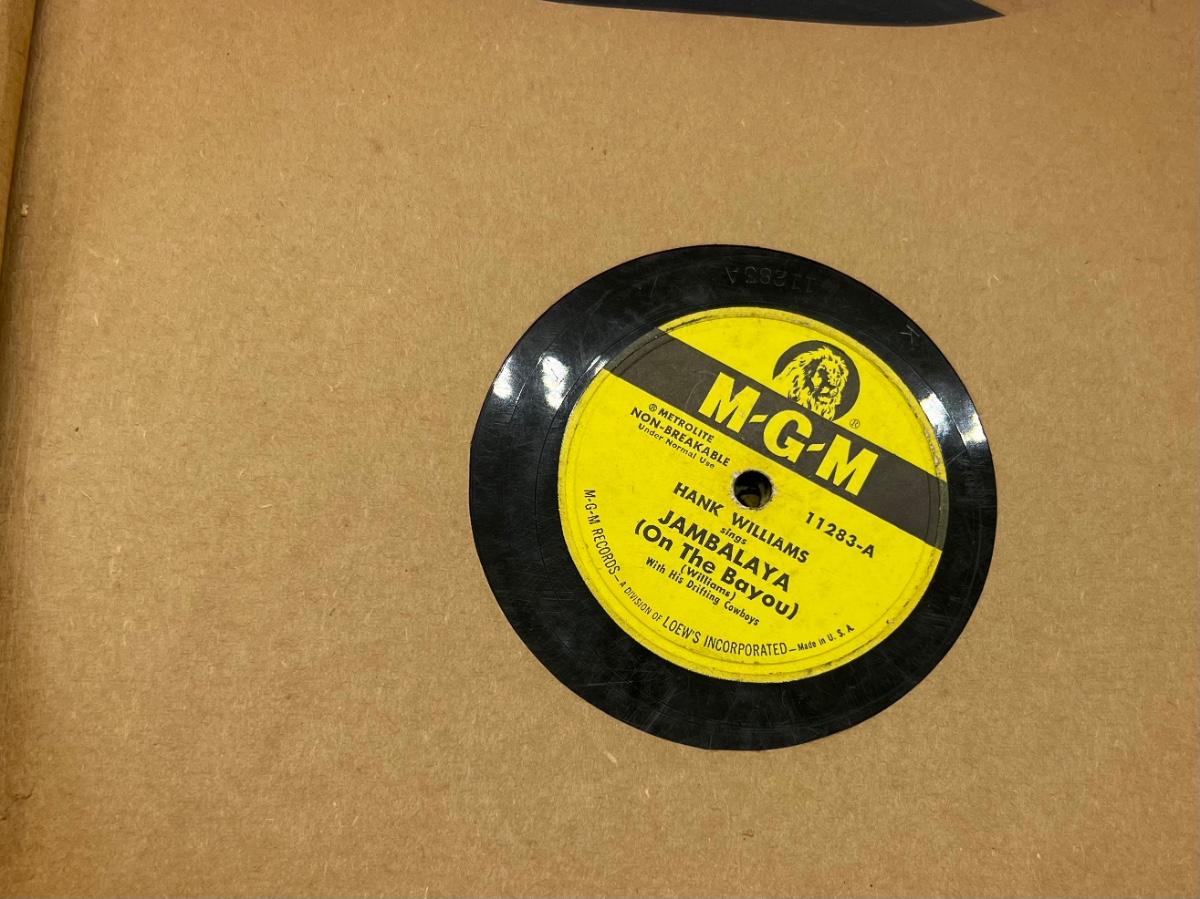 11283A
K
M-G-M
®
® METROLITE
NON-BREAKABLE
Under Normal Use
11283-A
HANK WILLIAMS
sings
JAMBALAYA
(On The Bayou)
(Williams)
With His Drifting Cowboys
M-G-M RECORDS—A DIVISION OF LOEW'S INCORPORATED—Made in U. S. A.